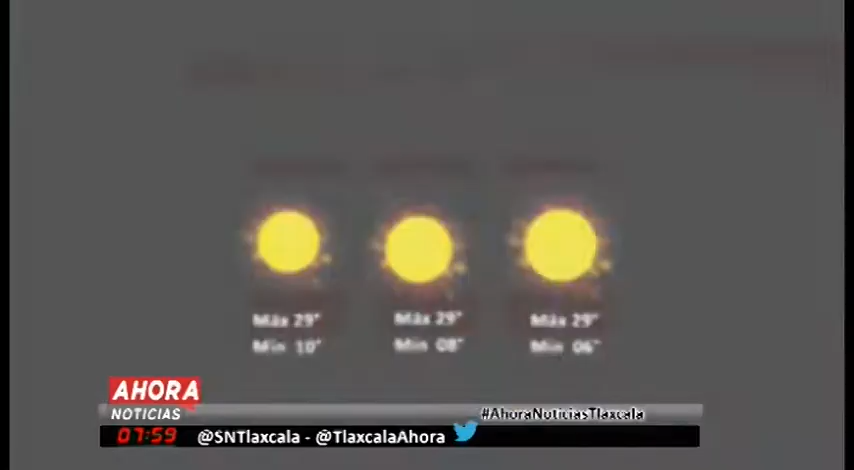 Máx 29° Máx 29° Máx 29°
Min 10° Min 08° Min 06°
AHORA
NOTICIAS
#AhoraNoticiasTlaxcala
07:59 @SNTlaxcala - @TlaxcalaAhora